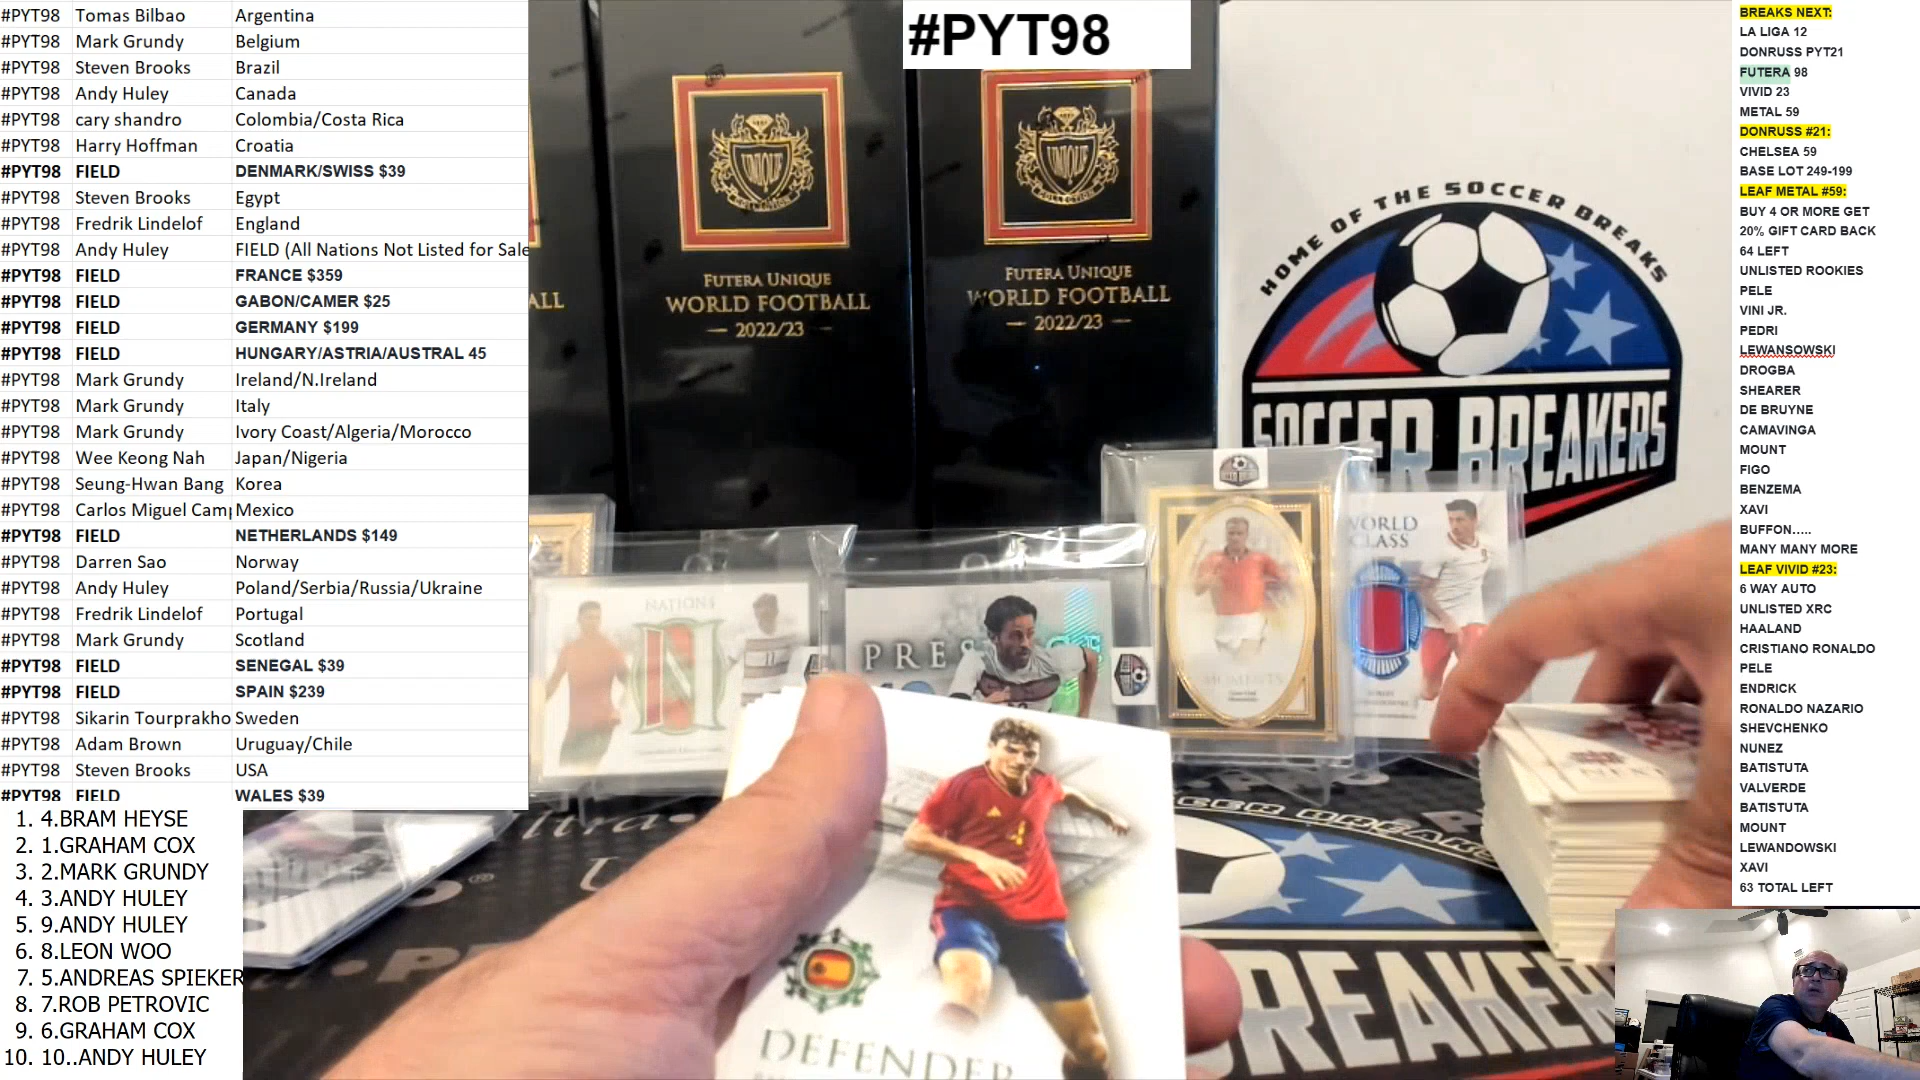 #PYT98 Tomas Bilbao Argentina
#PYT98 Mark Grundy Belgium
#PYT98 Steven Brooks Brazil
#PYT98 Andy Huley Canada
#PYT98 cary shandro Colombia/Costa Rica
#PYT98 Harry Hoffman Croatia
#PYT98 FIELD DENMARK/SWISS $39
#PYT98 Steven Brooks Egypt
#PYT98 Fredrik Lindelof England
#PYT98 Andy Huley FIELD (All Nations Not Listed for Sale
#PYT98 FIELD FRANCE $359
#PYT98 FIELD GABON/CAMER $25
#PYT98 FIELD GERMANY $199
#PYT98 FIELD HUNGARY/ASTRIA/AUSTRAL 45
#PYT98 Mark Grundy Ireland/N.Ireland
#PYT98 Mark Grundy Italy
#PYT98 Mark Grundy Ivory Coast/Algeria/Morocco
#PYT98 Wee Keong Nah Japan/Nigeria
#PYT98 Seung-Hwan Bang Korea
#PYT98 Carlos Miguel Cam Mexico
#PYT98 FIELD NETHERLANDS $149
#PYT98 Darren Sao Norway
#PYT98 Andy Huley Poland/Serbia/Russia/Ukraine
#PYT98 Fredrik Lindelof Portugal
#PYT98 Mark Grundy Scotland
#PYT98 FIELD SENEGAL $39
#PYT98 FIELD SPAIN $239
#PYT98 Sikarin Tourprakho Sweden
#PYT98 Adam Brown Uruguay/Chile
#PYT98 Steven Brooks USA
#PYT98 FIELD WALES $39
1. 4.BRAM HEYSE
2. 1.GRAHAM COX
3. 2.MARK GRUNDY
4. 3.ANDY HULEY
5. 9.ANDY HULEY
6. 8.LEON WOO
7. 5.ANDREAS SPIEKER
8. 7.ROB PETROVIC
9. 6.GRAHAM COX
10. 10..ANDY HULEY
#PYT98
UNIQUE
FUTERA UNIQUE
WORLD FOOTBALL
— 2022/23 —
UNIQUE
FUTERA UNIQUE
WORLD FOOTBALL
— 2022/23 —
ALL
HOME OF THE SOCCER BREAKS
SOCCER BREAKERS
NATIONS
N
11
PRES
MOMENTS
WORLD
CLASS
DEFENDER
BREAKERS
BREAKS NEXT:
LA LIGA 12
DONRUSS PYT21
FUTERA 98
VIVID 23
METAL 59
DONRUSS #21:
CHELSEA 59
BASE LOT 249-199
LEAF METAL #59:
BUY 4 OR MORE GET
20% GIFT CARD BACK
64 LEFT
UNLISTED ROOKIES
PELE
VINI JR.
PEDRI
LEWANSOWSKI
DROGBA
SHEARER
DE BRUYNE
CAMAVINGA
MOUNT
FIGO
BENZEMA
XAVI
BUFFON.....
MANY MANY MORE
LEAF VIVID #23:
6 WAY AUTO
UNLISTED XRC
HAALAND
CRISTIANO RONALDO
PELE
ENDRICK
RONALDO NAZARIO
SHEVCHENKO
NUNEZ
BATISTUTA
VALVERDE
BATISTUTA
MOUNT
LEWANDOWSKI
XAVI
63 TOTAL LEFT